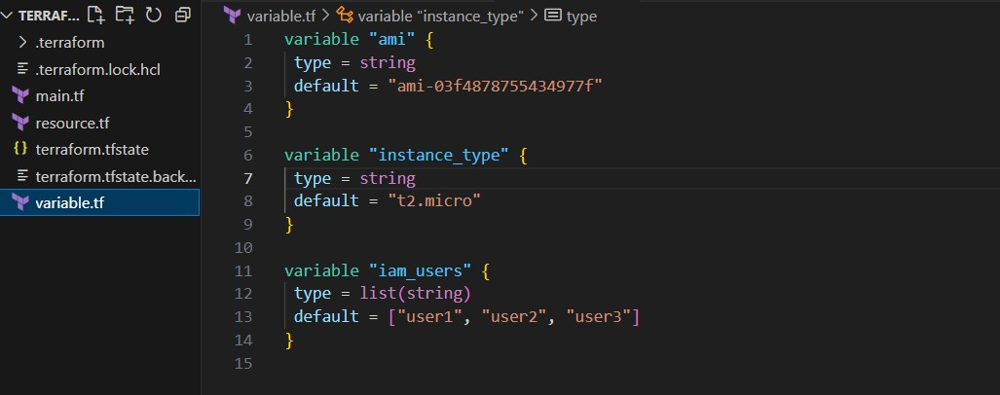 TERRAF...
.terraform
.terraform.lock.hcl
main.tf
resource.tf
{} terraform.tfstate
terraform.tfstate.back...
variable.tf
variable.tf > variable "instance_type" > type
1 variable "ami" {
2 type = string
3 default = "ami-03f4878755434977f"
4 }
5
6 variable "instance_type" {
7 type = string
8 default = "t2.micro"
9 }
10
11 variable "iam_users" {
12 type = list(string)
13 default = ["user1", "user2", "user3"]
14 }
15